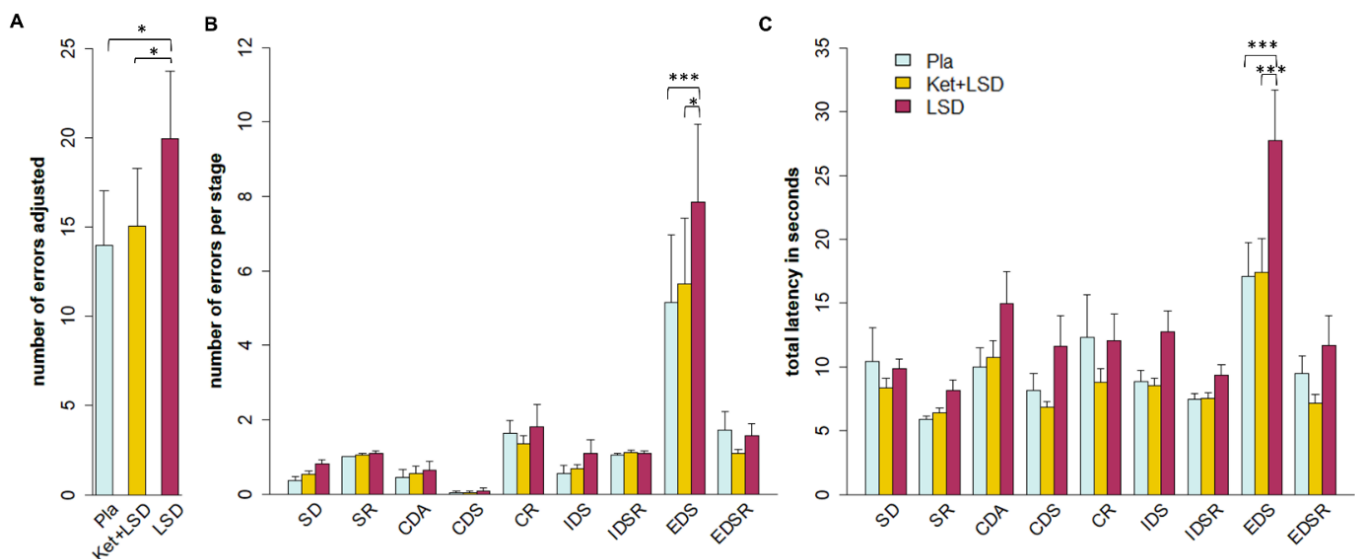 A
number of errors adjusted
25
20
15
10
5
0
*
*
Pla
Ket+LSD
LSD
B
number of errors per stage
12
10
8
6
4
2
0
***
*
SD
SR
CDA
CDS
CR
IDS
IDSR
EDS
EDSR
C
total latency in seconds
35
30
25
20
15
10
5
0
Pla
Ket+LSD
LSD
***
***
SD
SR
CDA
CDS
CR
IDS
IDSR
EDS
EDSR